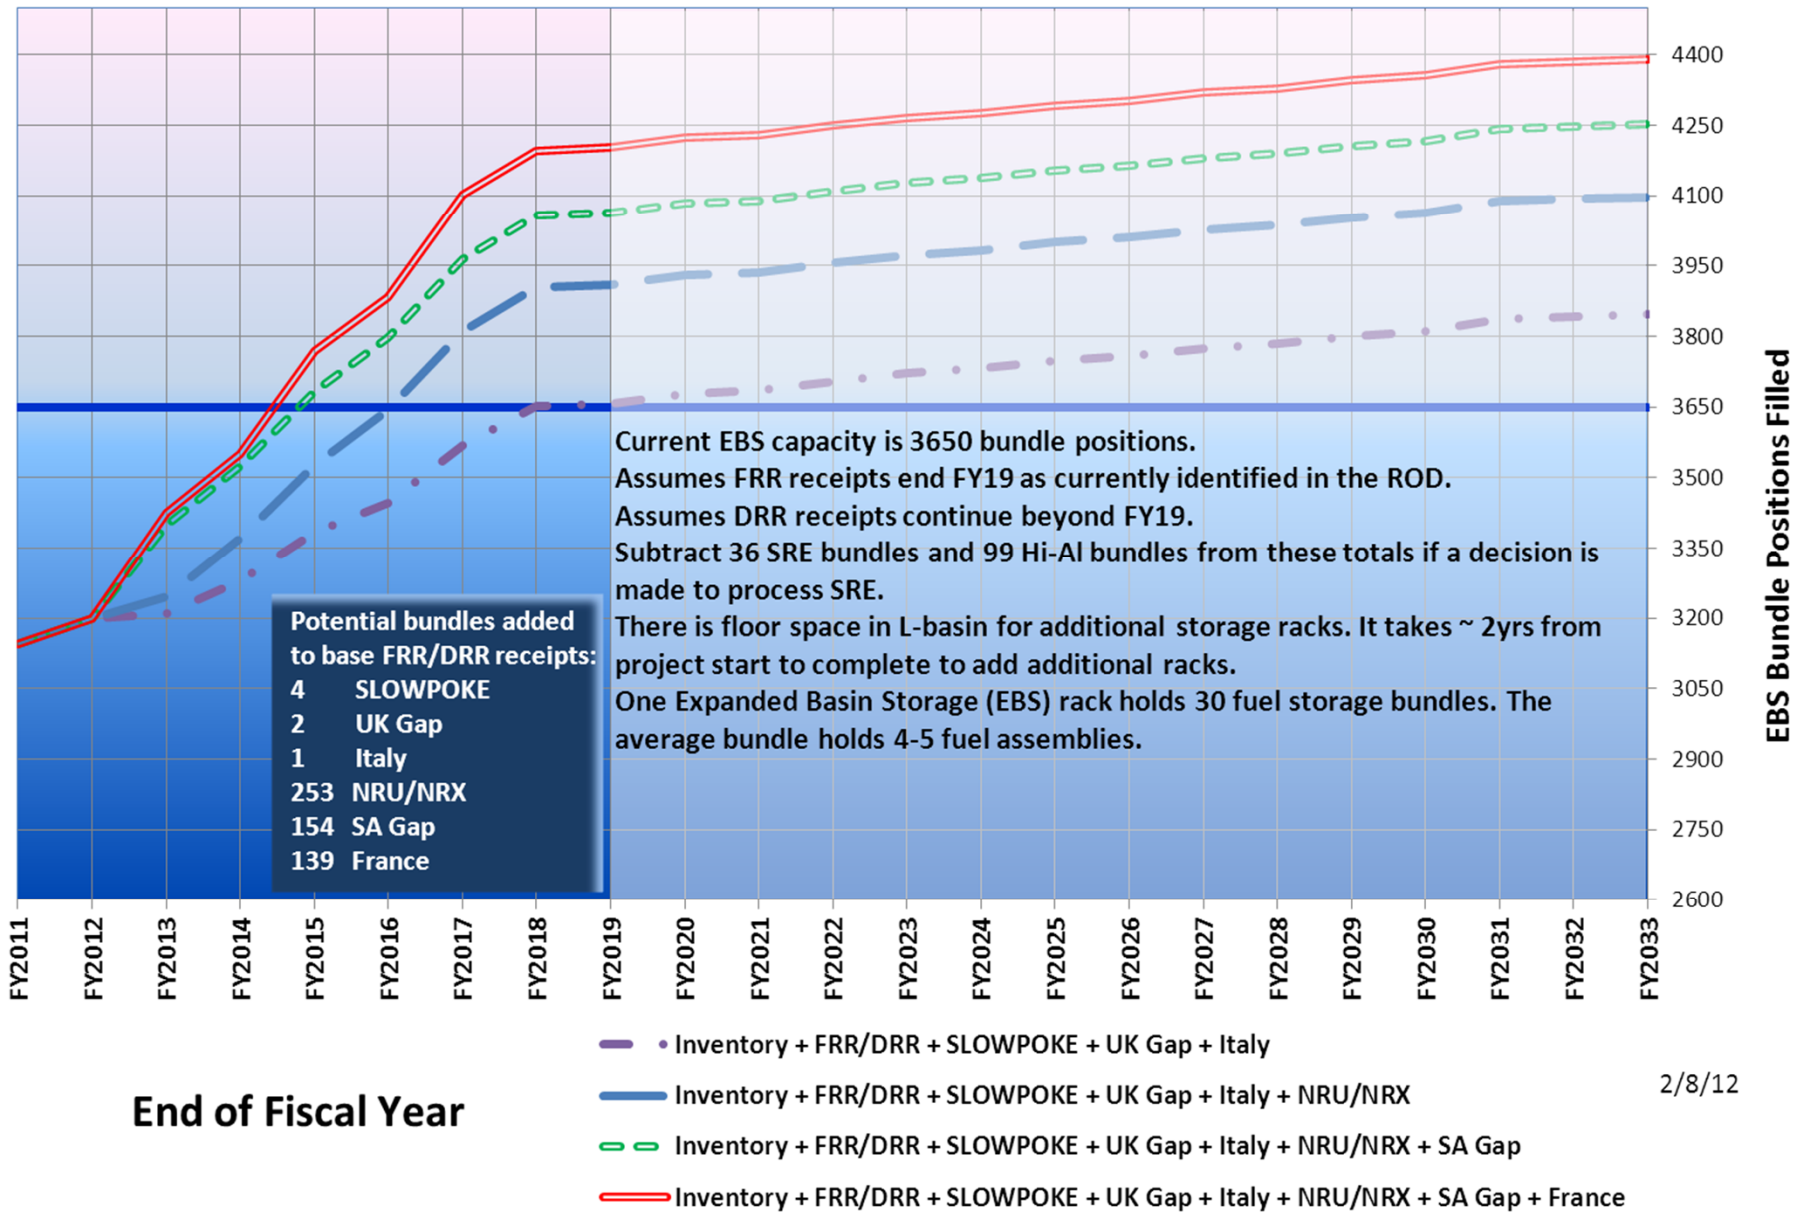 4400
4250
4100
3950
3800
3650
3500
3350
3200
3050
2900
2750
2600
EBS Bundle Positions Filled
Current EBS capacity is 3650 bundle positions.
Assumes FRR receipts end FY19 as currently identified in the ROD.
Assumes DRR receipts continue beyond FY19.
Subtract 36 SRE bundles and 99 Hi-Al bundles from these totals if a decision is
made to process SRE.
There is floor space in L-basin for additional storage racks. It takes ~ 2yrs from
project start to complete to add additional racks.
One Expanded Basin Storage (EBS) rack holds 30 fuel storage bundles. The
average bundle holds 4-5 fuel assemblies.
Potential bundles added
to base FRR/DRR receipts:
4 SLOWPOKE
2 UK Gap
1 Italy
253 NRU/NRX
154 SA Gap
139 France
FY2011
FY2012
FY2013
FY2014
FY2015
FY2016
FY2017
FY2018
FY2019
FY2020
FY2021
FY2022
FY2023
FY2024
FY2025
FY2026
FY2027
FY2028
FY2029
FY2030
FY2031
FY2032
FY2033
End of Fiscal Year
Inventory + FRR/DRR + SLOWPOKE + UK Gap + Italy
Inventory + FRR/DRR + SLOWPOKE + UK Gap + Italy + NRU/NRX
Inventory + FRR/DRR + SLOWPOKE + UK Gap + Italy + NRU/NRX + SA Gap
Inventory + FRR/DRR + SLOWPOKE + UK Gap + Italy + NRU/NRX + SA Gap + France
2/8/12